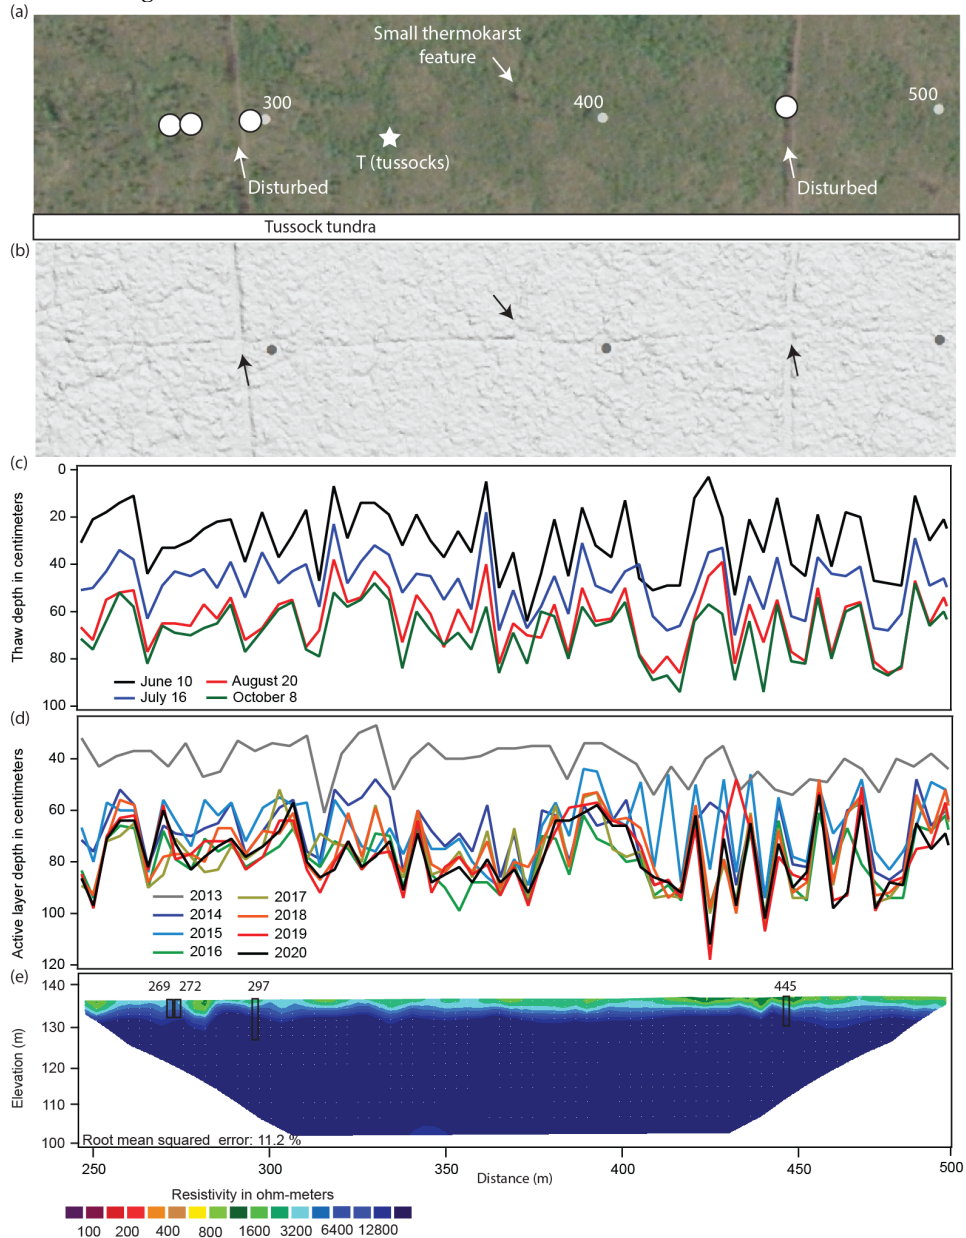 (a)
Small thermokarst
feature
300
400
500
T (tussocks)
Disturbed
Disturbed
Tussock tundra
(b)
(c)
0
20
40
60
80
100
Thaw depth in centimeters
June 10
August 20
July 16
October 8
(d)
40
60
80
100
120
Active layer depth in centimeters
2013
2017
2014
2018
2015
2019
2016
2020
(e)
269 272 297 445
140
130
120
110
100
Elevation (m)
Root mean squared error: 11.2 %
250 300 350 400 450 500
Distance (m)
Resistivity in ohm-meters
100 200 400 800 1600 3200 6400 12800